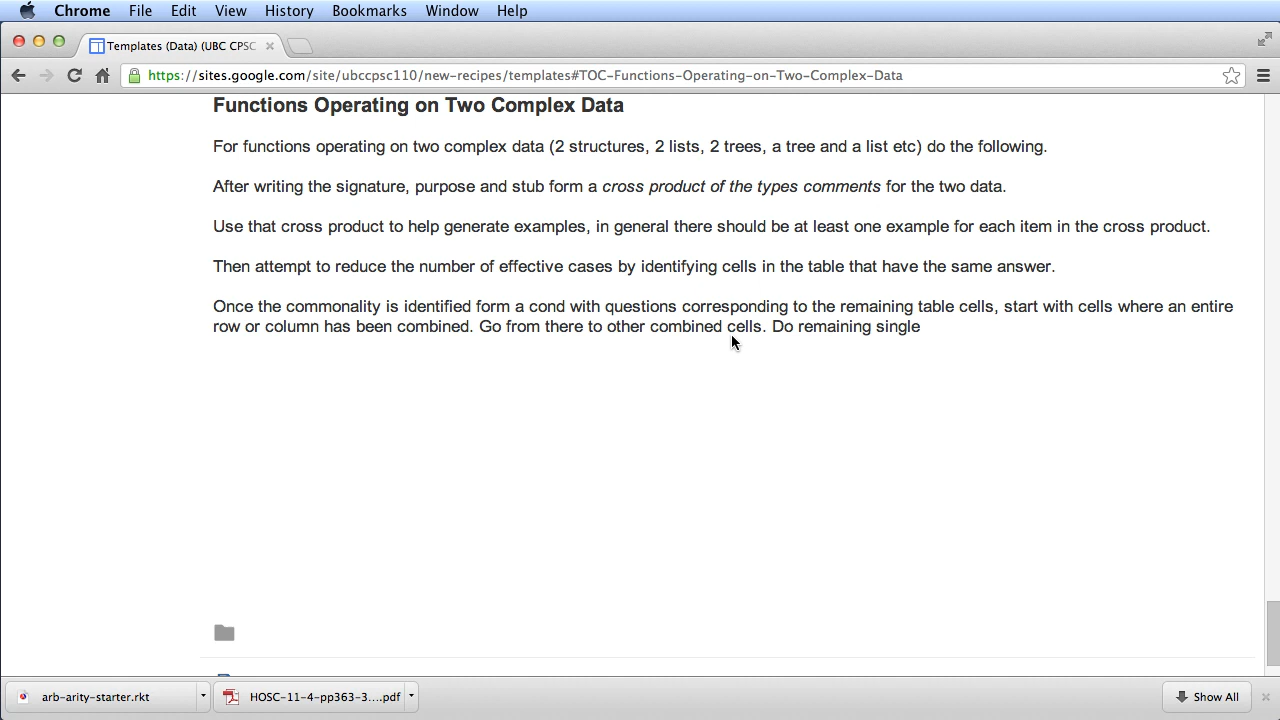 Chrome File Edit View History Bookmarks Window Help
Templates (Data) (UBC CPSC
https://sites.google.com/site/ubccpsc110/new-recipes/templates#TOC-Functions-Operating-on-Two-Complex-Data
Functions Operating on Two Complex Data
For functions operating on two complex data (2 structures, 2 lists, 2 trees, a tree and a list etc) do the following.
After writing the signature, purpose and stub form a cross product of the types comments for the two data.
Use that cross product to help generate examples, in general there should be at least one example for each item in the cross product.
Then attempt to reduce the number of effective cases by identifying cells in the table that have the same answer.
Once the commonality is identified form a cond with questions corresponding to the remaining table cells, start with cells where an entire
row or column has been combined. Go from there to other combined cells. Do remaining single
arb-arity-starter.rkt HOSC-11-4-pp363-3....pdf Show All